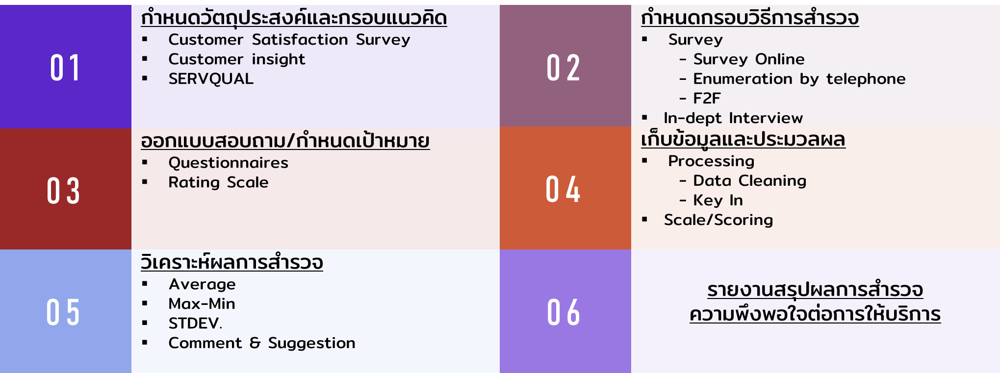 01
กำหนดวัตถุประสงค์และกรอบแนวคิด
▪ Customer Satisfaction Survey
▪ Customer insight
▪ SERVQUAL
02
กำหนดกรอบวิธีการสำรวจ
▪ Survey
- Survey Online
- Enumeration by telephone
- F2F
▪ In-dept Interview
03
ออกแบบสอบถาม/กำหนดเป้าหมาย
▪ Questionnaires
▪ Rating Scale
04
เก็บข้อมูลและประมวลผล
▪ Processing
- Data Cleaning
- Key In
▪ Scale/Scoring
05
วิเคราะห์ผลการสำรวจ
▪ Average
▪ Max-Min
▪ STDEV.
▪ Comment & Suggestion
06
รายงานสรุปผลการสำรวจ
ความพึงพอใจต่อการให้บริการ